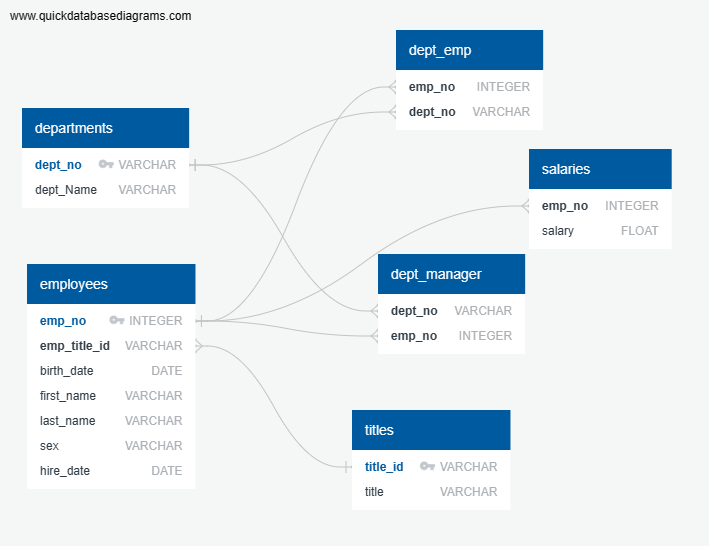 www.quickdatabasediagrams.com
dept_emp
emp_no INTEGER
dept_no VARCHAR
departments
dept_no VARCHAR
dept_Name VARCHAR
salaries
emp_no INTEGER
salary FLOAT
dept_manager
dept_no VARCHAR
emp_no INTEGER
employees
emp_no INTEGER
emp_title_id VARCHAR
birth_date DATE
first_name VARCHAR
last_name VARCHAR
sex VARCHAR
hire_date DATE
titles
title_id VARCHAR
title VARCHAR